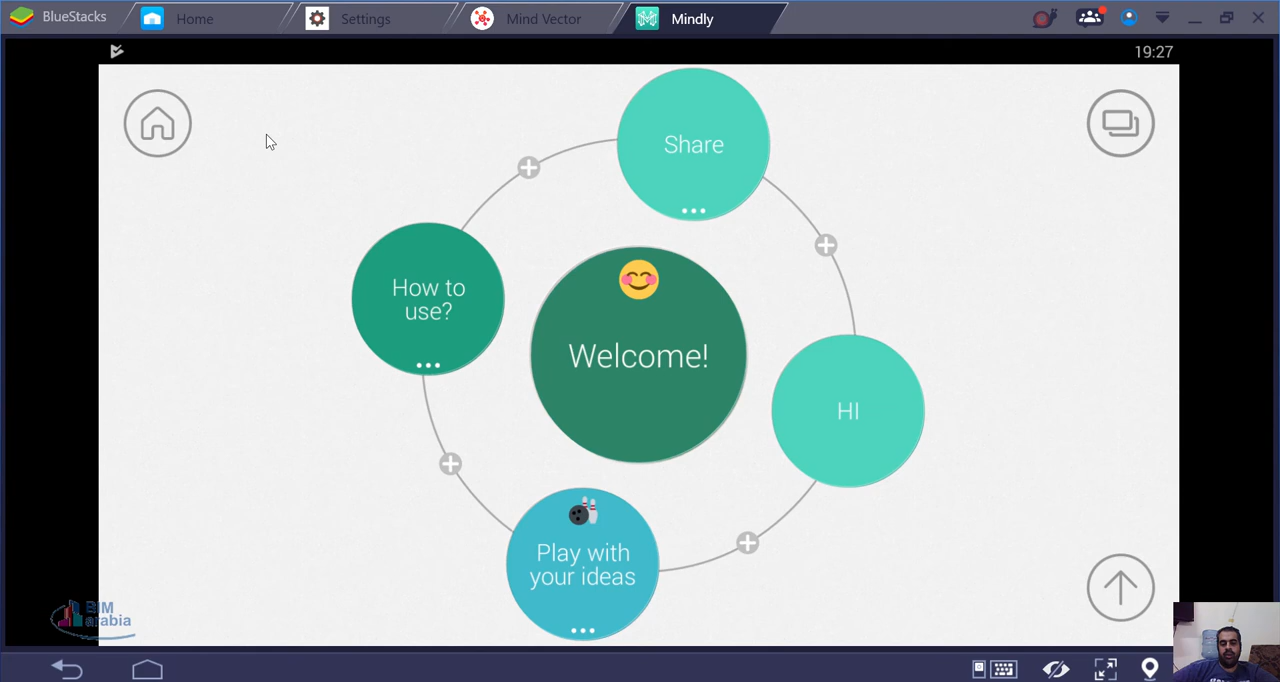 BlueStacks
Home
Settings
Mind Vector
Mindly
19:27
Share
How to
use?
Welcome!
HI
Play with
your ideas
BIM
arabia